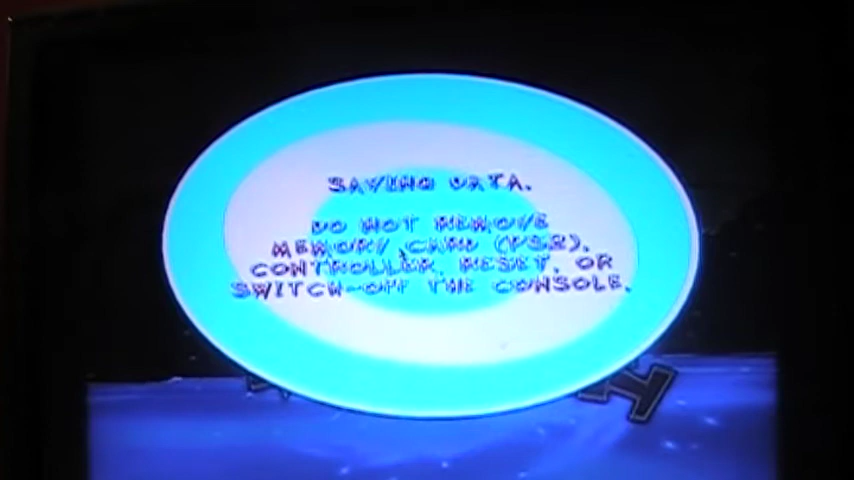 SAVING DATA.
DO NOT REMOVE
MEMORY CARD (PS2),
CONTROLLER, RESET, OR
SWITCH-OFF THE CONSOLE.